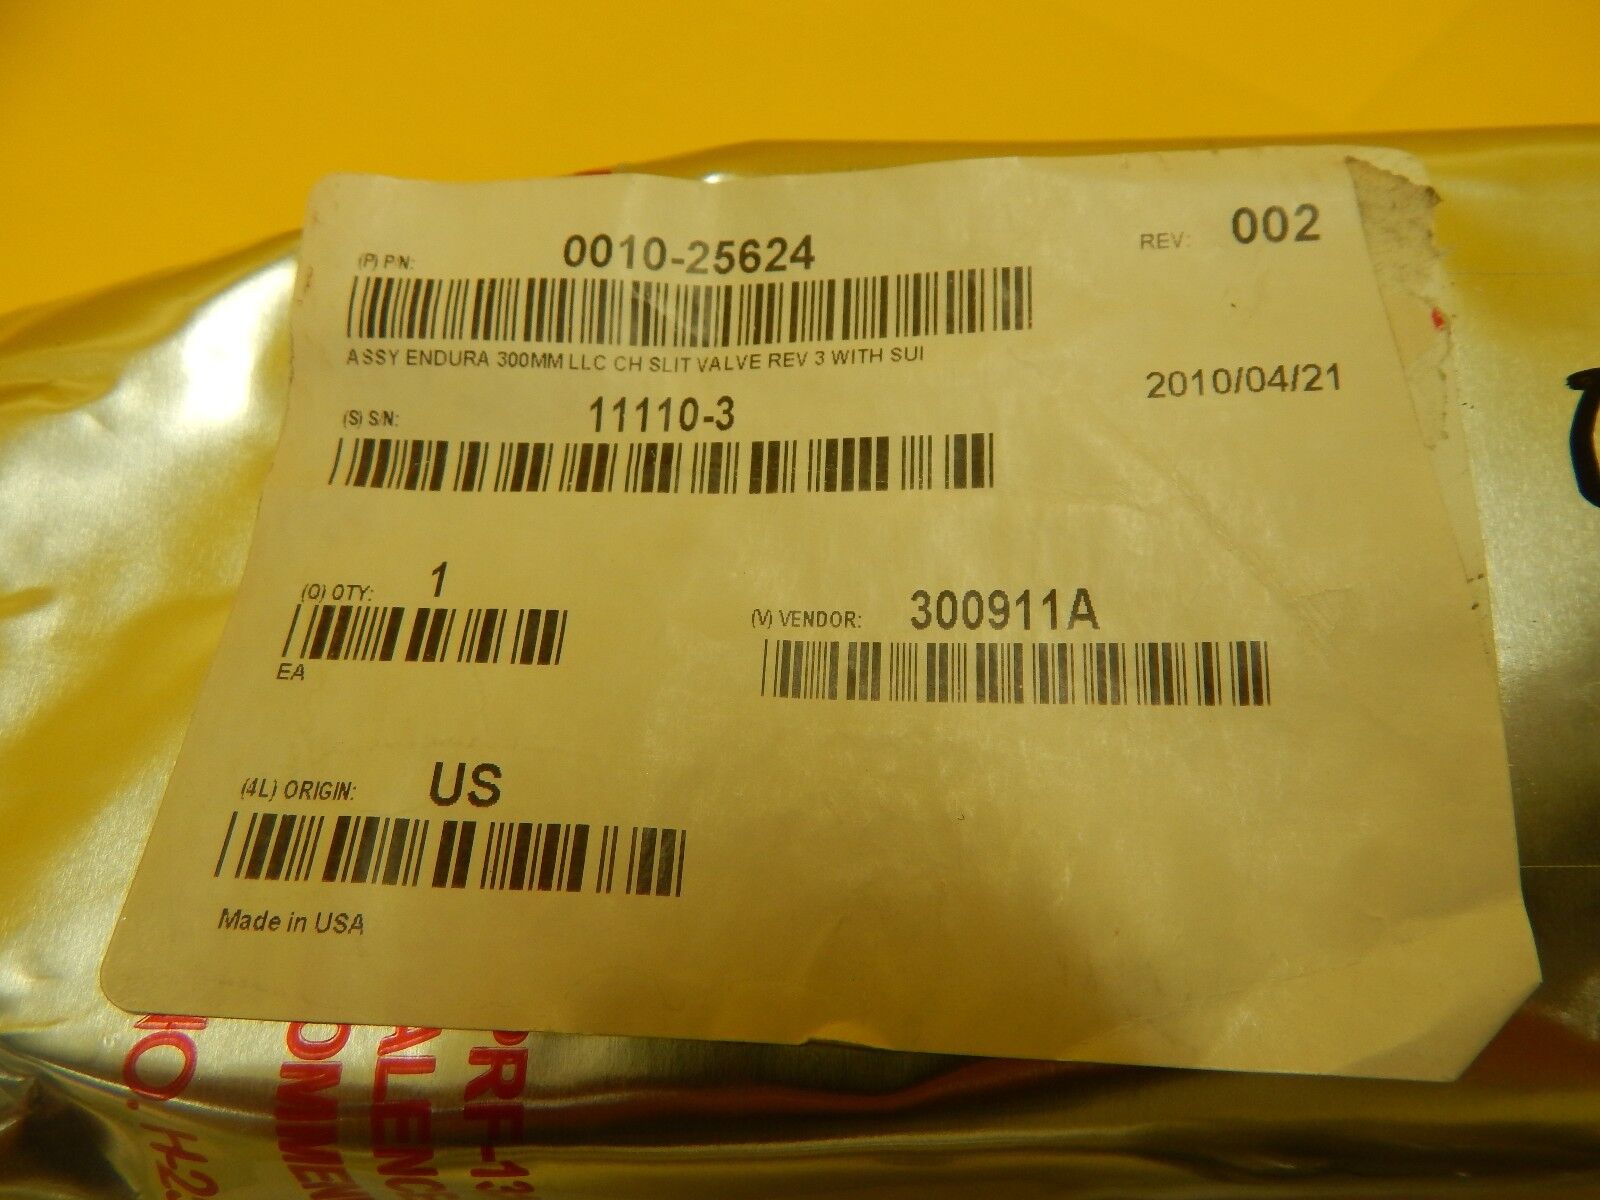 (P) P/N: 0010-25624
REV: 002
ASSY ENDURA 300MM LLC CH SLIT VALVE REV 3 WITH SUI
2010/04/21
(S) S/N: 11110-3
(Q) QTY: 1
EA
(V) VENDOR: 300911A
(4L) ORIGIN: US
Made in USA